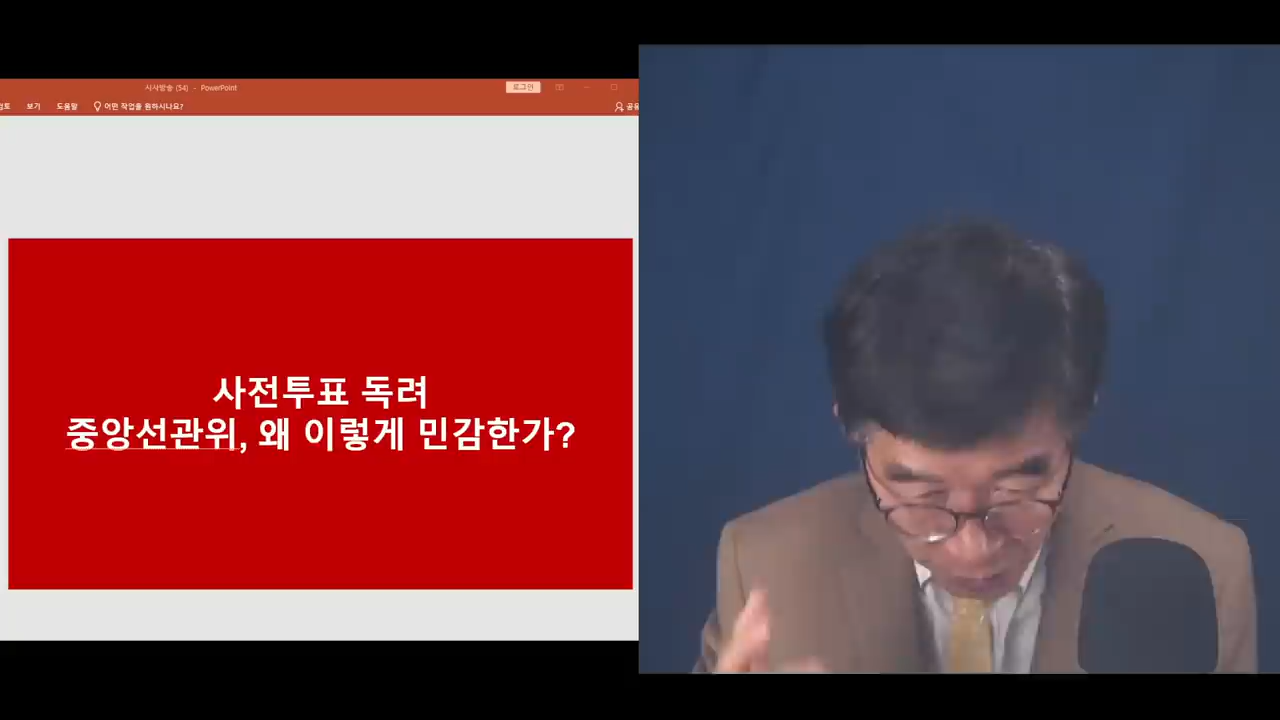 시사방송 (54) - PowerPoint
로그인
검토 보기 도움말 어떤 작업을 원하시나요?
사전투표 독려
중앙선관위, 왜 이렇게 민감한가?